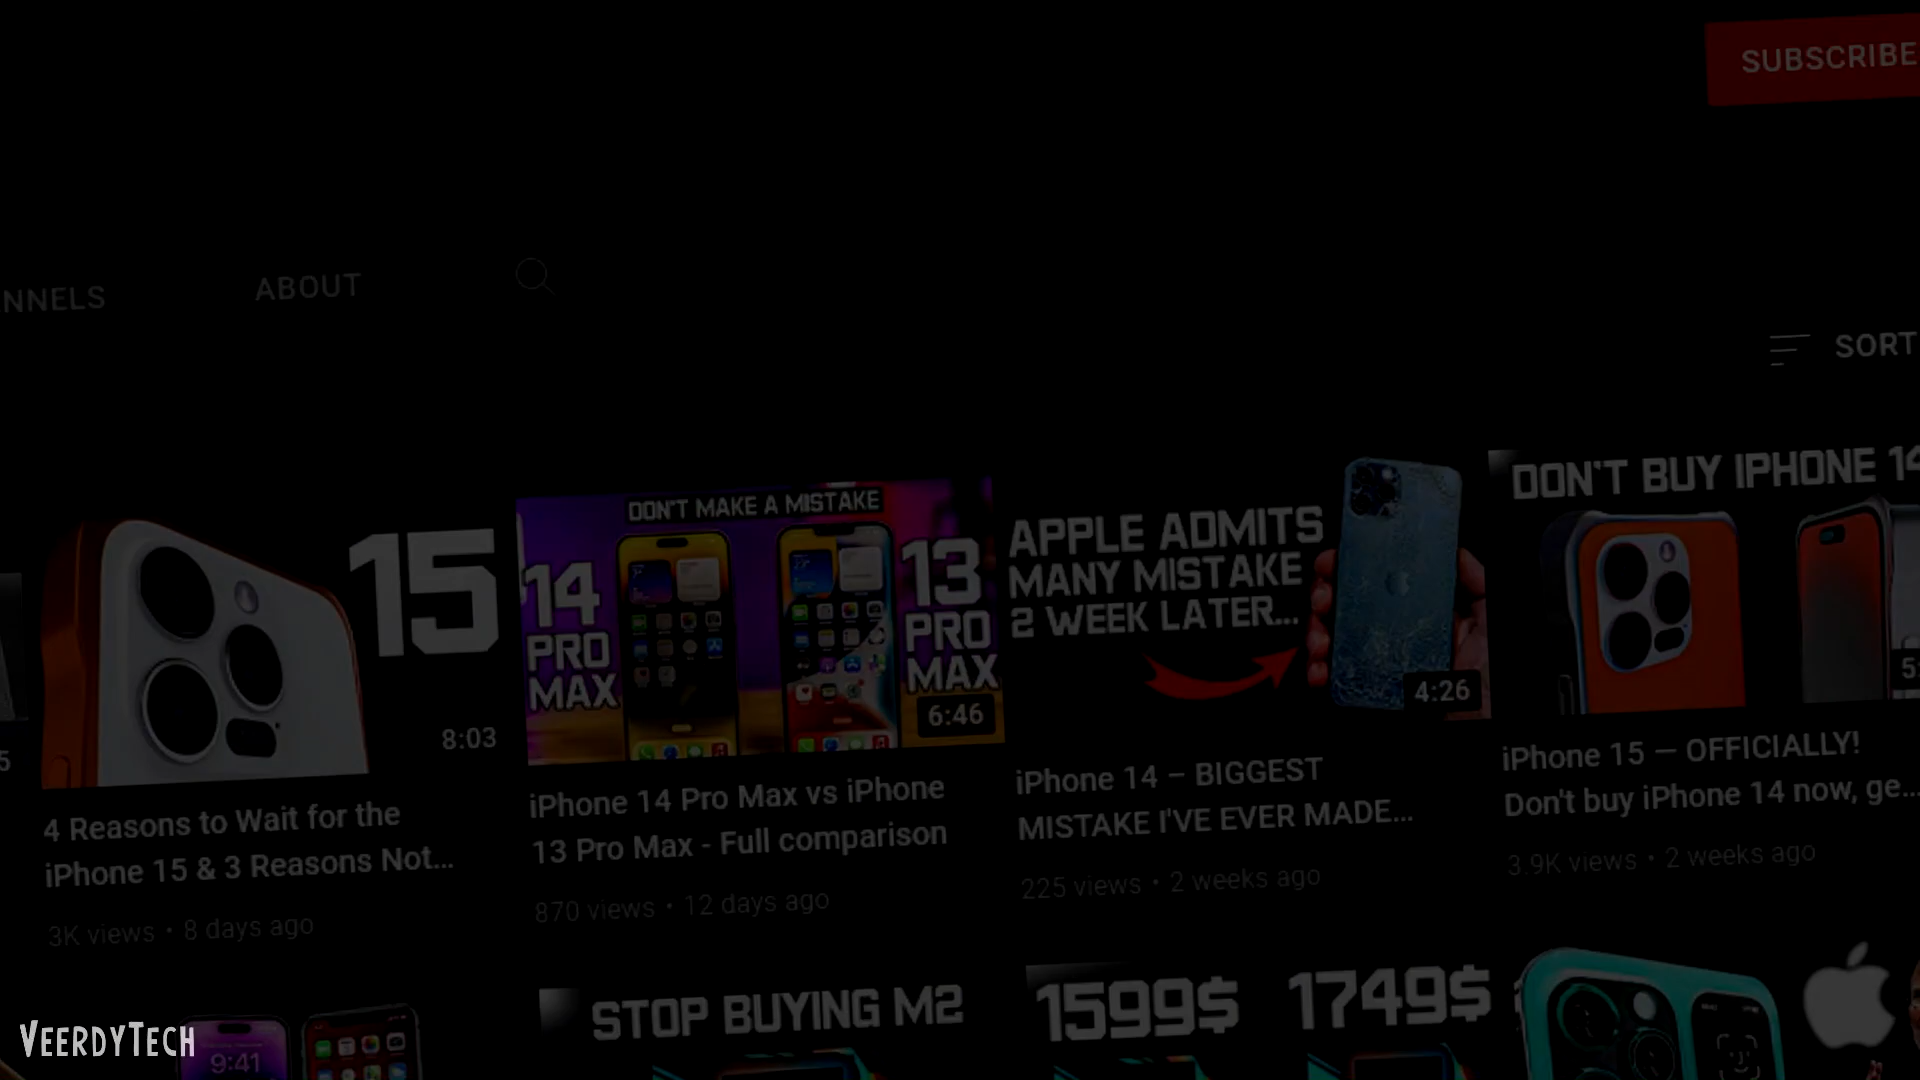 SUBSCRIBE
NNELS
ABOUT
SORT
15
8:03
4 Reasons to Wait for the
iPhone 15 & 3 Reasons Not...
3K views • 8 days ago
DON'T MAKE A MISTAKE
14
PRO
MAX
13
PRO
MAX
6:46
iPhone 14 Pro Max vs iPhone
13 Pro Max - Full comparison
870 views • 12 days ago
APPLE ADMITS
MANY MISTAKE
2 WEEK LATER...
4:26
iPhone 14 – BIGGEST
MISTAKE I'VE EVER MADE...
225 views • 2 weeks ago
DON'T BUY IPHONE 14
5:
iPhone 15 — OFFICIALLY!
Don't buy iPhone 14 now, ge...
3.9K views • 2 weeks ago
5
9:41
STOP BUYING M2
1599$ 1749$
VEERDYTECH